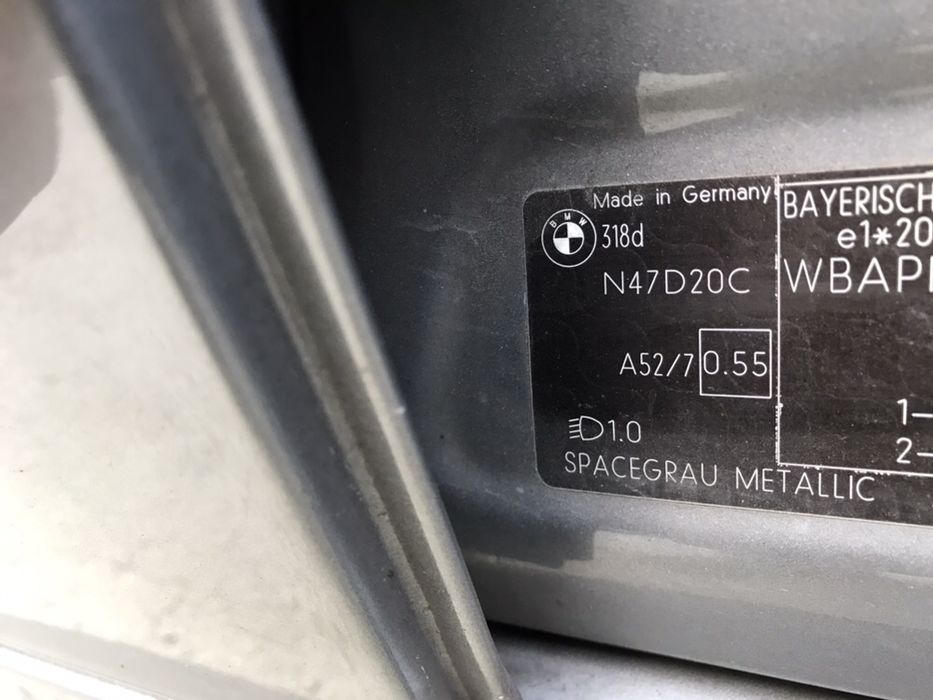 Made in Germany
BMW
318d
N47D20C
A52/7 0.55
1.0
SPACEGRAU METALLIC
BAYERISCH
e1*20
WBAP
1-
2-